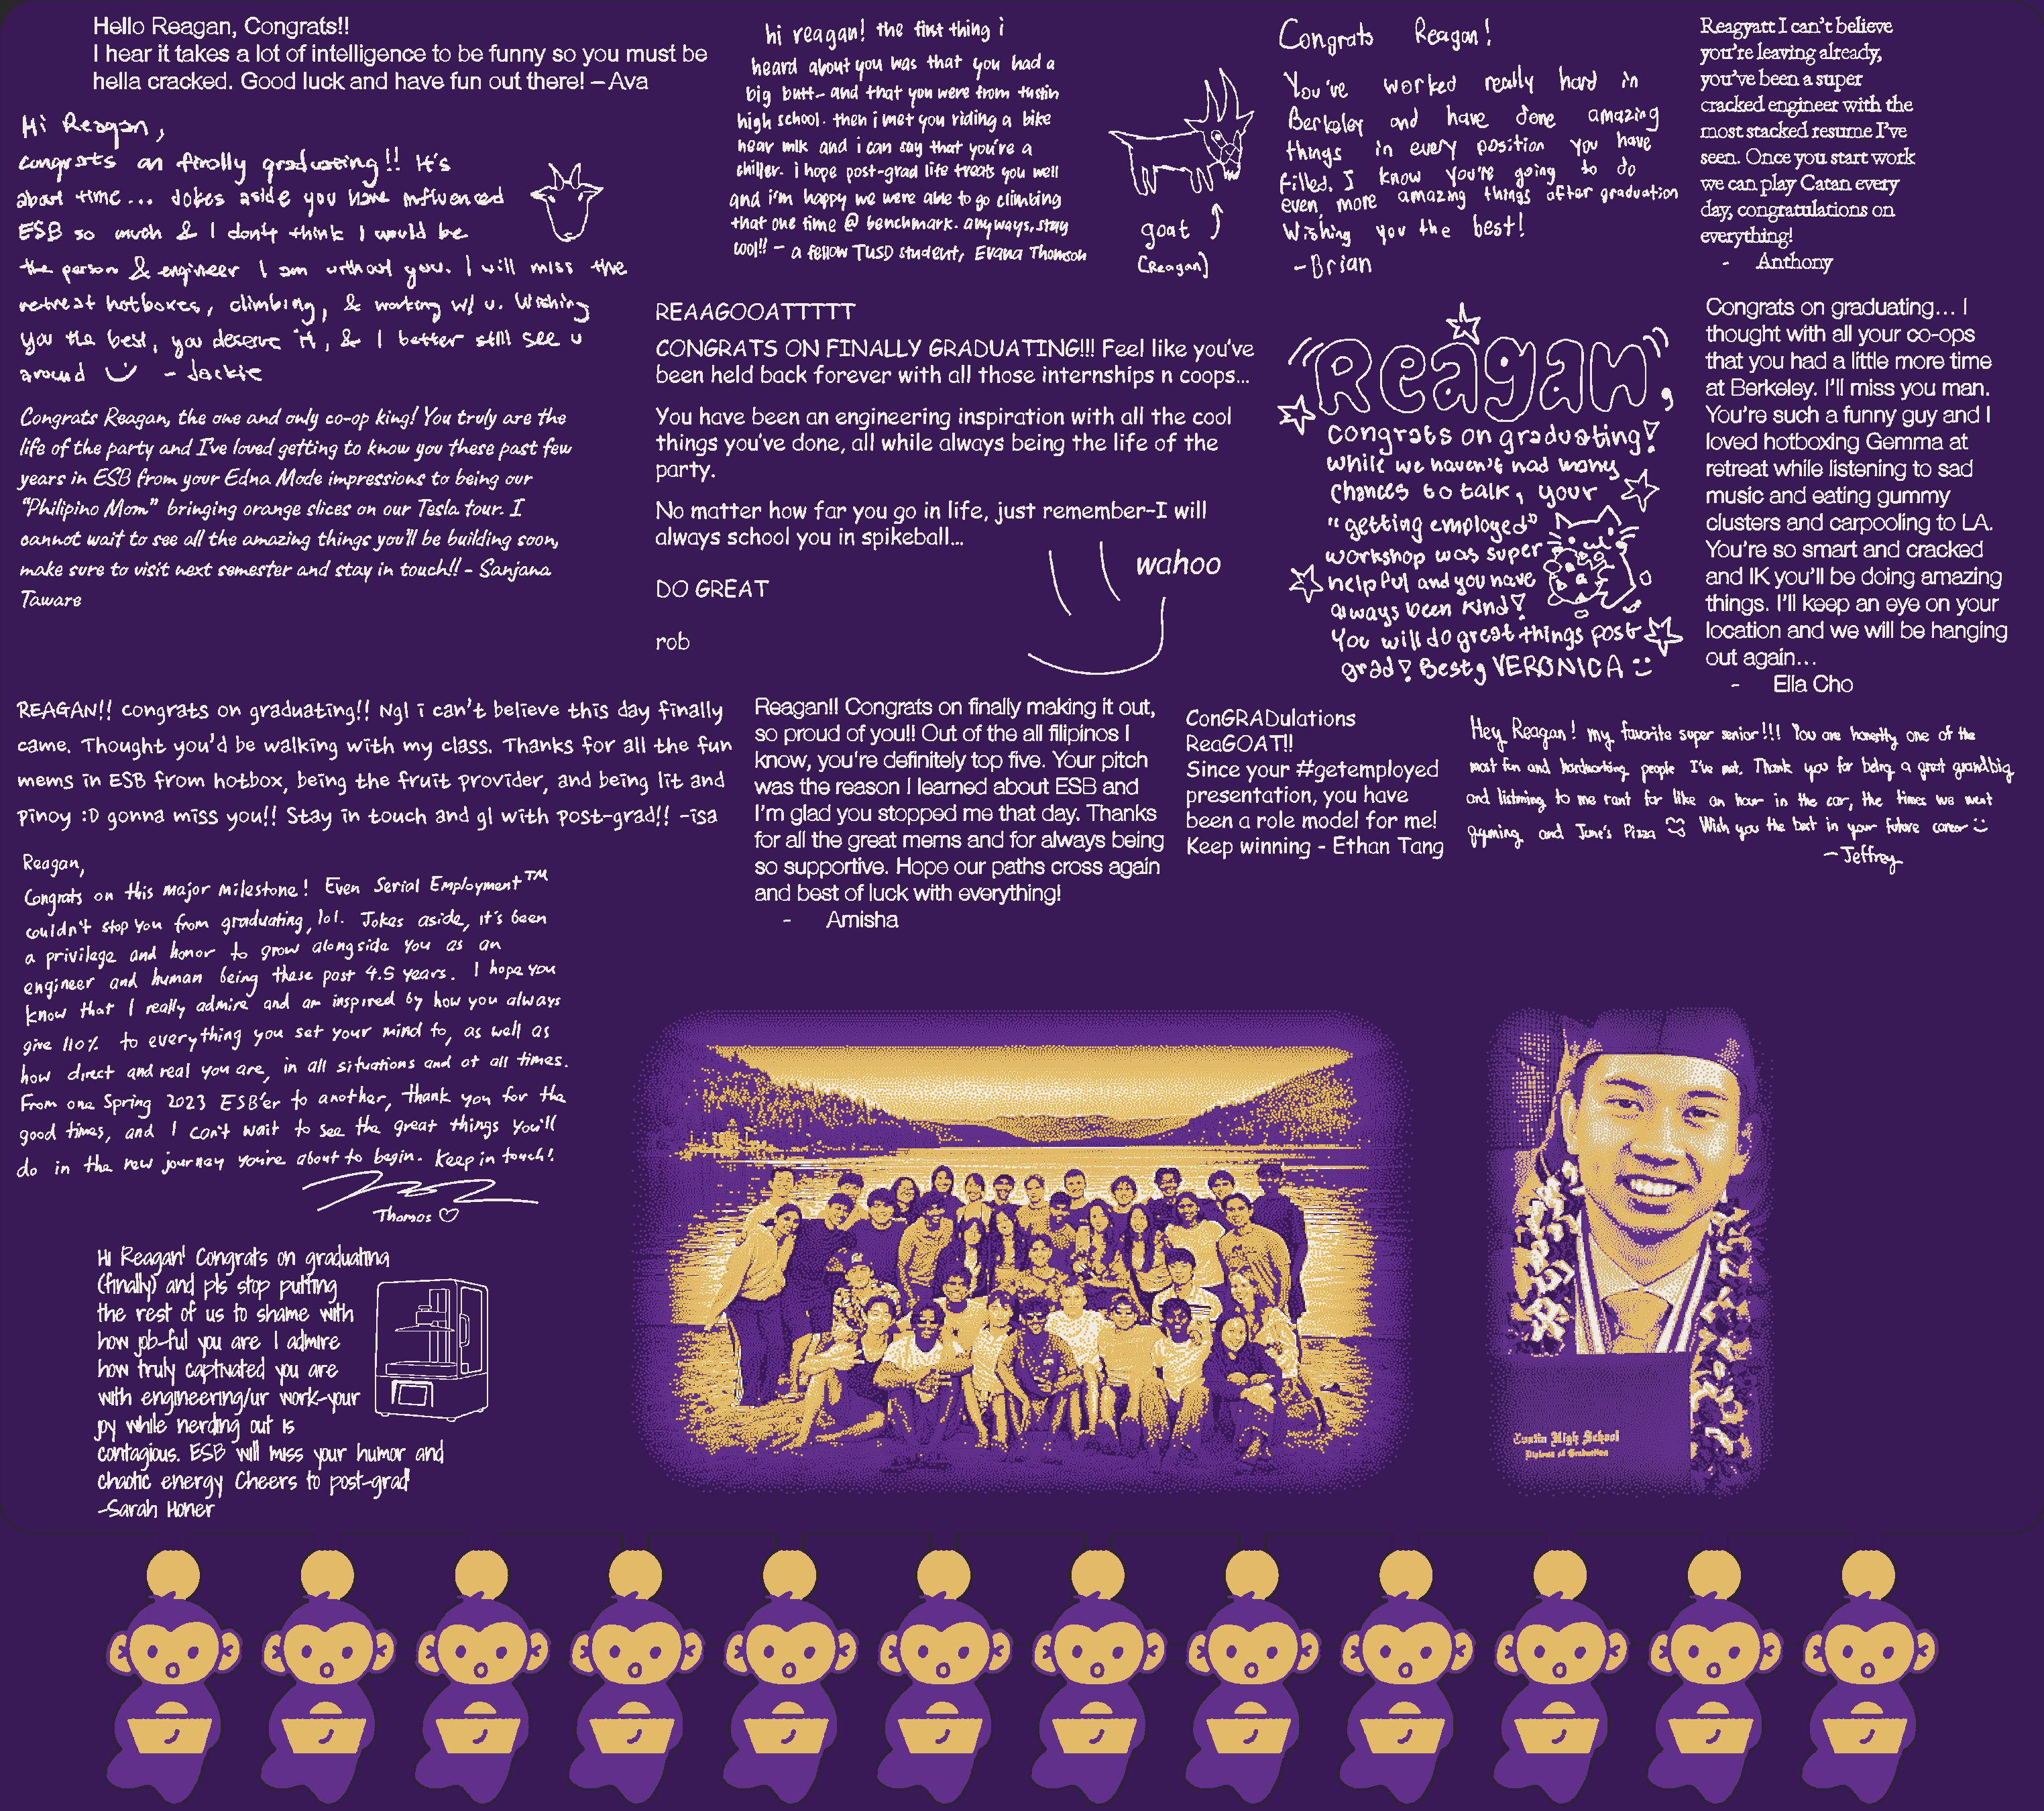 Hello Reagan, Congrats!!
I hear it takes a lot of intelligence to be funny so you must be
hella cracked. Good luck and have fun out there! – Ava
Hi Reagan,
congrats on finally graduating!! It's
about time... Jokes aside you have influenced
ESB so much & I don't think I would be
the person & engineer I am without you. I will miss the
retreat hotboxes, climbing, & working w/ u. Wishing
you the best, you deserve it, & I better still see u
around - Jackie
Congrats Reagan, the one and only co-op king! You truly are the
life of the party and I've loved getting to know you these past few
years in ESB from your Edna Mode impressions to being our
"Philipino Mom" bringing orange slices on our Tesla tour. I
cannot wait to see all the amazing things you'll be building soon,
make sure to visit next semester and stay in touch!! - Sanjana
Taware
hi reagan! the first thing i
heard about you was that you had a
big butt- and that you were from tustin
high school. then i met you riding a bike
near mlk and i can say that you're a
chiller. i hope post-grad life treats you well
and i'm happy we were able to go climbing
that one time @ benchmark. anyways, stay
cool!! - a fellow TUSD student, Evana Thomson
goat
(Reagan)
Congrats Reagan!
You've worked really hard in
Berkeley and have done amazing
things in every position you have
filled. I know you're going to do
even more amazing things after graduation
Wishing you the best!
-Brian
Reagyatt I can't believe
you're leaving already,
you've been a super
cracked engineer with the
most stacked resume I've
seen. Once you start work
we can play Catan every
day, congratulations on
everything!
- Anthony
REAAGOOATTTTT
CONGRATS ON FINALLY GRADUATING!!! Feel like you've
been held back forever with all those internships n coops...
You have been an engineering inspiration with all the cool
things you've done, all while always being the life of the
party.
No matter how far you go in life, just remember-I will
always school you in spikeball...
wahoo
DO GREAT
rob
"Reagan",
congrats on graduating!
while we haven't had many
chances to talk, your
"getting employed"
workshop was super
helpful and you have
always been kind!
You will do great things post
grad! Best, VERONICA :)
Congrats on graduating... I
thought with all your co-ops
that you had a little more time
at Berkeley. I'll miss you man.
You're such a funny guy and I
loved hotboxing Gemma at
retreat while listening to sad
music and eating gummy
clusters and carpooling to LA.
You're so smart and cracked
and IK you'll be doing amazing
things. I'll keep an eye on your
location and we will be hanging
out again...
- Ella Cho
REAGAN!! congrats on graduating!! Ngl i can't believe this day finally
came. Thought you'd be walking with my class. Thanks for all the fun
mems in ESB from hotbox, being the fruit provider, and being lit and
pinoy :D gonna miss you!! Stay in touch and gl with post-grad!! -isa
Reagan!! Congrats on finally making it out,
so proud of you!! Out of the all filipinos I
know, you're definitely top five. Your pitch
was the reason I learned about ESB and
I'm glad you stopped me that day. Thanks
for all the great mems and for always being
so supportive. Hope our paths cross again
and best of luck with everything!
- Amisha
ConGRADulations
ReaGOAT!!
Since your #getemployed
presentation, you have
been a role model for me!
Keep winning - Ethan Tang
Hey Reagan! My favorite super senior!!! You are honestly one of the
most fun and hardworking people I've met. Thank you for being a great grandbig
and listening to me rant for like an hour in the car, the times we went
gyming and June's Pizza Wish you the best in your future career :)
-Jeffrey
Reagan,
Congrats on this major milestone! Even Serial Employment™
couldn't stop you from graduating, lol. Jokes aside, it's been
a privilege and honor to grow alongside you as an
engineer and human being these past 4.5 years. I hope you
know that I really admire and am inspired by how you always
give 110% to everything you set your mind to, as well as
how direct and real you are, in all situations and at all times.
From one Spring 2023 ESB'er to another, thank you for the
good times, and I can't wait to see the great things you'll
do in the new journey you're about to begin. Keep in touch!
Thomas ♡
Hi Reagan! Congrats on graduating
(finally) and pls stop putting
the rest of us to shame with
how job-ful you are I admire
how truly captivated you are
with engineering/ur work-your
joy while nerding out is
contagious. ESB will miss your humor and
chaotic energy Cheers to post-grad!
-Sarah Honer
Tustin High School
Diploma of Graduation